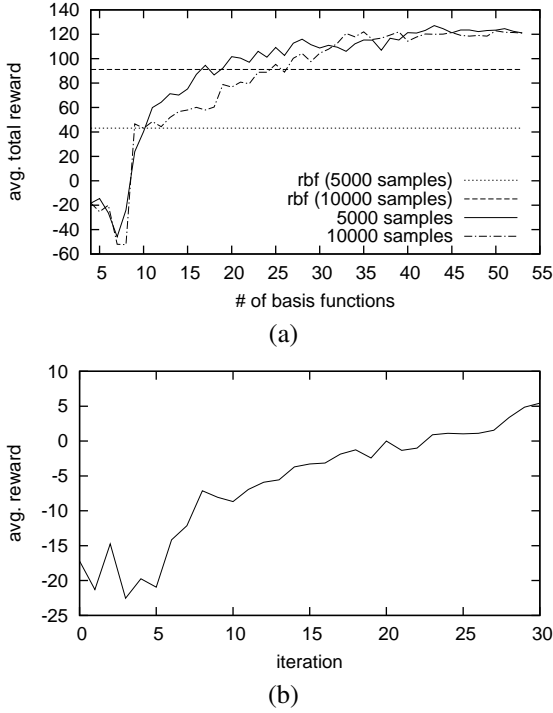 140
120
100
80
60
40
20
0
-20
-40
-60
avg. total reward
rbf (5000 samples)
rbf (10000 samples)
5000 samples
10000 samples
5 10 15 20 25 30 35 40 45 50 55
# of basis functions
(a)
10
5
0
-5
-10
-15
-20
-25
avg. reward
0 5 10 15 20 25 30
iteration
(b)